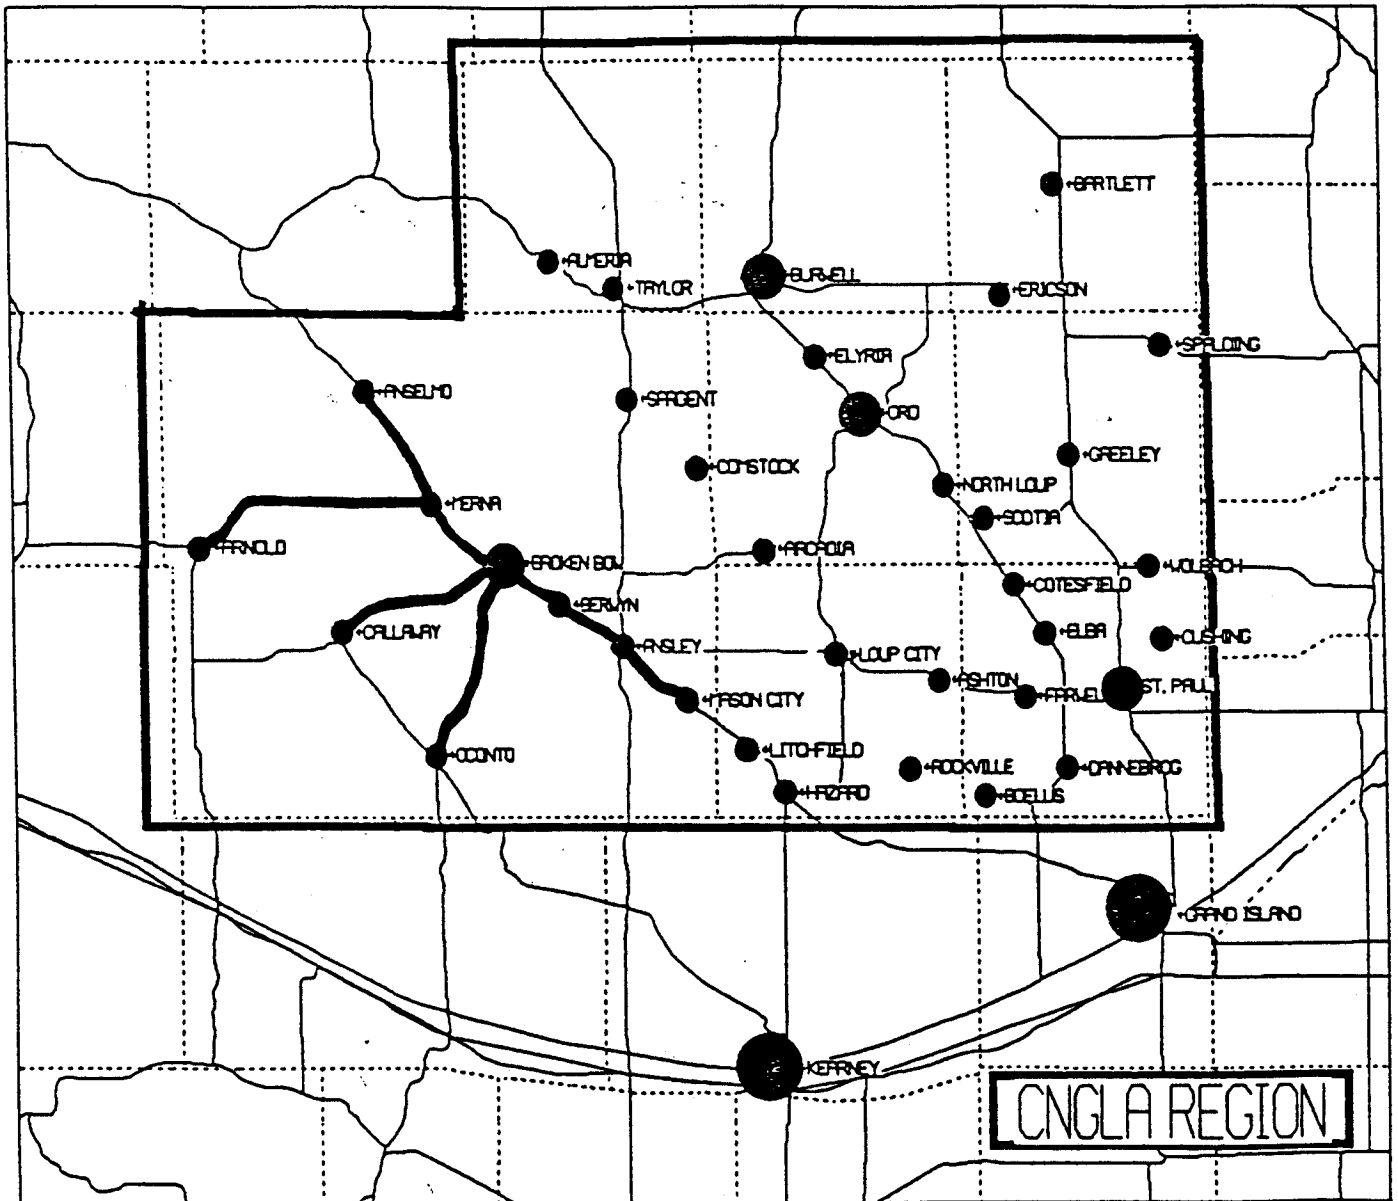 BARTLETT
ALMERIA
TAYLOR
BURWELL
ERICSON
SPALDING
ELYRIA
ANSELMO
SARGENT
ORD
GREELEY
COMSTOCK
NORTH LOUP
MERNA
SCOTIA
ARNOLD
BROKEN BOW
ARCADIA
WOLBACH
COTESFIELD
BERWYN
CALLAWAY
ELBA
CUSHING
ANSLEY
LOUP CITY
ASHTON
FARWEL
ST. PAUL
MASON CITY
OCONTO
LITCHFIELD
ROCKVILLE
DANNEBROG
HAZARD
BOELUS
GRAND ISLAND
KEARNEY
CNGLA REGION